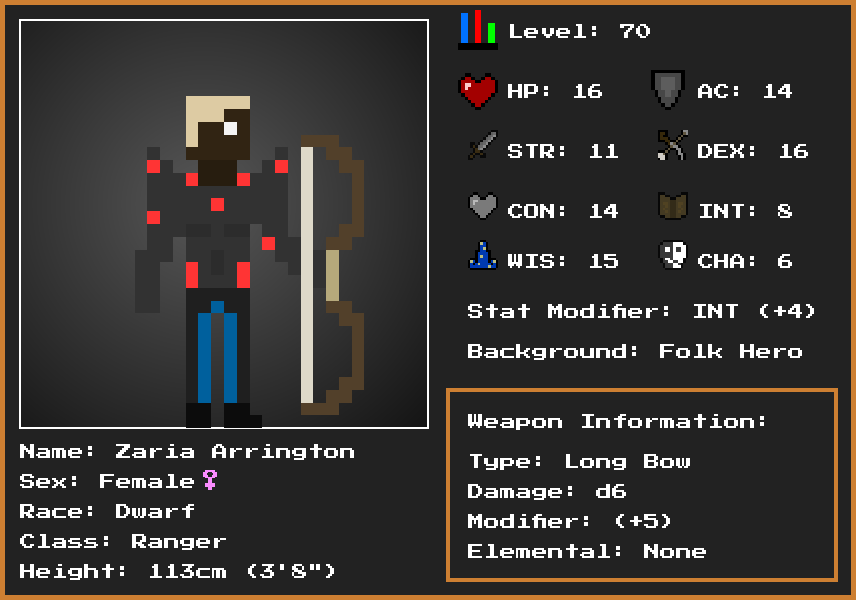 Level: 70
HP: 16
AC: 14
STR: 11
DEX: 16
CON: 14
INT: 8
WIS: 15
CHA: 6
Stat Modifier: INT (+4)
Background: Folk Hero
Weapon Information:
Type: Long Bow
Damage: d6
Modifier: (+5)
Elemental: None
Name: Zaria Arrington
Sex: Female♀
Race: Dwarf
Class: Ranger
Height: 113cm (3'8")